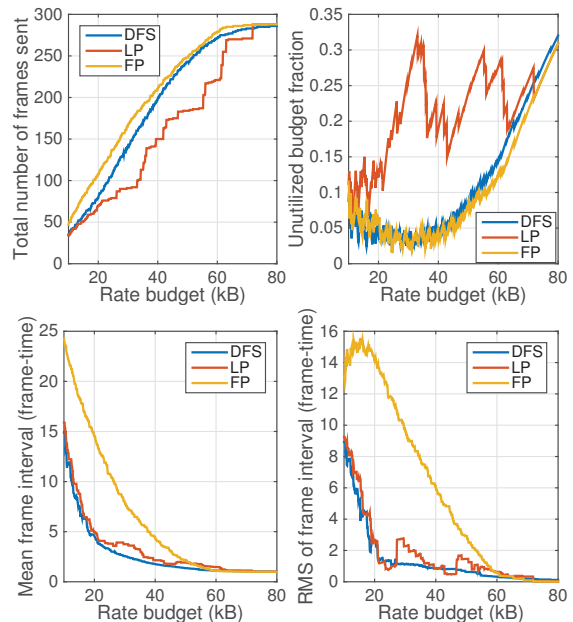 Total number of frames sent
300
250
200
150
100
50
0
20 40 60 80
Rate budget (kB)
DFS
LP
FP
Unutilized budget fraction
0.35
0.3
0.25
0.2
0.15
0.1
0.05
0
20 40 60 80
Rate budget (kB)
DFS
LP
FP
Mean frame interval (frame-time)
25
20
15
10
5
0
20 40 60 80
Rate budget (kB)
DFS
LP
FP
RMS of frame interval (frame-time)
16
14
12
10
8
6
4
2
0
20 40 60 80
Rate budget (kB)
DFS
LP
FP